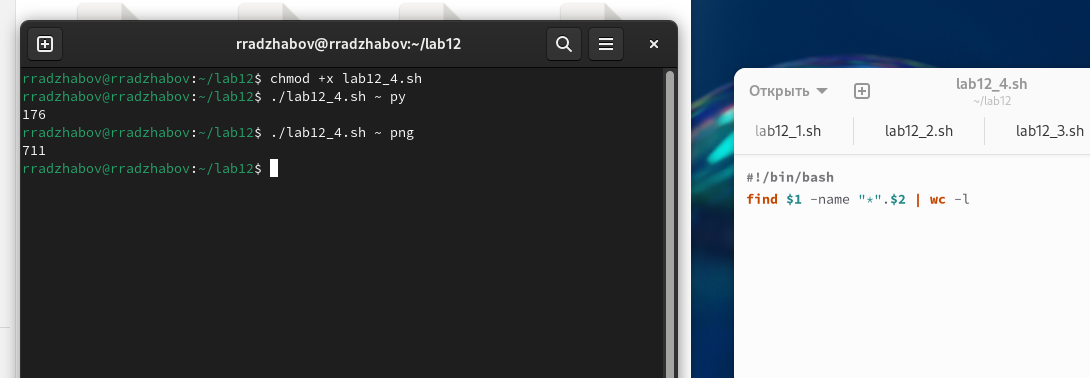 rradzhabov@rradzhabov:~/lab12
rradzhabov@rradzhabov:~/lab12$ chmod +x lab12_4.sh
rradzhabov@rradzhabov:~/lab12$ ./lab12_4.sh ~ py
176
rradzhabov@rradzhabov:~/lab12$ ./lab12_4.sh ~ png
711
rradzhabov@rradzhabov:~/lab12$
Открыть
lab12_4.sh
~/lab12
lab12_1.sh lab12_2.sh lab12_3.sh
#!/bin/bash
find $1 -name "*".$2 | wc -l